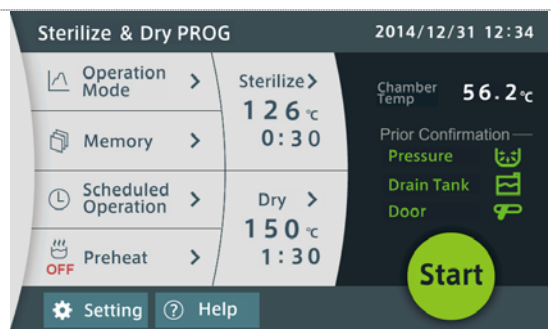 Sterilize & Dry PROG
2014/12/31 12:34
Operation
Mode >
Memory >
Scheduled
Operation >
OFF Preheat >
Sterilize>
126℃
0:30
Dry >
150℃
1:30
Chamber
Temp 56.2℃
Prior Confirmation
Pressure
Drain Tank
Door
Start
Setting
? Help